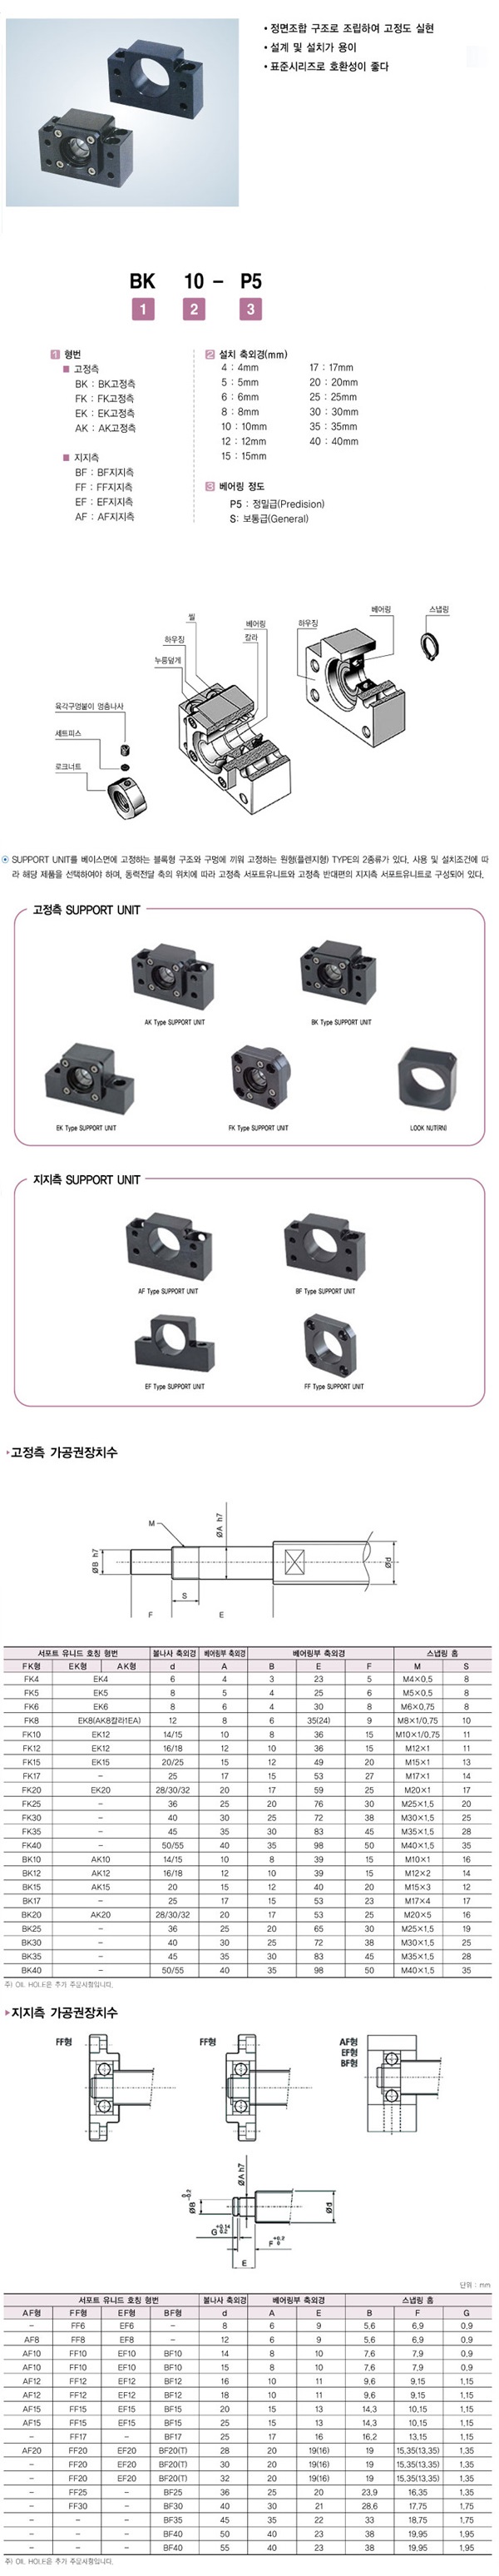 • 정면조합 구조로 조립하여 고정도 실현
• 설계 및 설치가 용이
• 표준시리즈로 호환성이 좋다
BK 10 - P5
1 2 3
1 형번
■ 고정측
BK : BK고정측
FK : FK고정측
EK : EK고정측
AK : AK고정측
■ 지지측
BF : BF지지측
FF : FF지지측
EF : EF지지측
AF : AF지지측
2 설치 축외경(mm)
4 : 4mm
5 : 5mm
6 : 6mm
8 : 8mm
10 : 10mm
12 : 12mm
15 : 15mm
17 : 17mm
20 : 20mm
25 : 25mm
30 : 30mm
35 : 35mm
40 : 40mm
3 베어링 정도
P5 : 정밀급(Predision)
S: 보통급(General)
씰
하우징
누름덮게
베어링
칼라
하우징
베어링
스냅링
육각구멍붙이 멈춤나사
세트피스
로크너트
SUPPORT UNIT를 베이스면에 고정하는 블록형 구조와 구멍에 끼워 고정하는 원형(플렌지형) TYPE의 2종류가 있다. 사용 및 설치조건에 따
라 해당 제품을 선택하여야 하며, 동력전달 축의 위치에 따라 고정측 서포트유니트와 고정측 반대편의 지지측 서포트유니트로 구성되어 있다.
고정측 SUPPORT UNIT
AK Type SUPPORT UNIT
BK Type SUPPORT UNIT
EK Type SUPPORT UNIT
FK Type SUPPORT UNIT
LOOK NUT(RN)
지지측 SUPPORT UNIT
AF Type SUPPORT UNIT
BF Type SUPPORT UNIT
EF Type SUPPORT UNIT
FF Type SUPPORT UNIT
고정측 가공권장치수
M
ØA h7
ØB h7
Ød
S
F
E
서포트 유니드 호칭 형번 볼나사 축외경 베어링부 축외경 베어링부 축외경 스냅링 홈
FK형 EK형 AK형 d A B E F M S
FK4 EK4 6 4 3 23 5 M4×0,5 8
FK5 EK5 8 5 4 25 6 M5×0,5 8
FK6 EK6 8 6 4 30 8 M6×0,75 8
FK8 EK8(AK8칼라1EA) 12 8 6 35(24) 9 M8×1/0,75 10
FK10 EK12 14/15 10 8 36 15 M10×1/0,75 11
FK12 EK12 16/18 12 10 36 15 M12×1 11
FK15 EK15 20/25 15 12 49 20 M15×1 13
FK17 - 25 17 15 53 27 M17×1 14
FK20 EK20 28/30/32 20 17 59 25 M20×1 17
FK25 - 36 25 20 76 30 M25×1,5 20
FK30 - 40 30 25 72 38 M30×1,5 25
FK35 - 45 35 30 83 45 M35×1,5 28
FK40 - 50/55 40 35 98 50 M40×1,5 35
BK10 AK10 14/15 10 8 39 15 M10×1 16
BK12 AK12 16/18 12 10 39 15 M12×2 14
BK15 AK15 20 15 12 40 20 M15×3 12
BK17 - 25 17 15 53 23 M17×4 17
BK20 AK20 28/30/32 20 17 53 25 M20×5 16
BK25 - 36 25 20 65 30 M25×1,5 19
BK30 - 40 30 25 72 38 M30×1,5 25
BK35 - 45 35 30 83 45 M35×1,5 28
BK40 - 50/55 40 35 98 50 M40×1,5 35
주) OIL HOLE은 추가 주문사항입니다.
지지측 가공권장치수
FF형
FF형
AF형
EF형
BF형
ØA h7
ØB
Ød
G
F
E
단위 : mm
서포트 유니드 호칭 형번 볼나사 축외경 베어링부 축외경 스냅링 홈
AF형 FF형 EF형 BF형 d A E B F G
- FF6 EF6 - 8 6 9 5,6 6,9 0,9
AF8 FF8 EF8 - 12 6 9 5,6 6,9 0,9
AF10 FF10 EF10 BF10 14 8 10 7,6 7,9 0,9
AF10 FF10 EF10 BF10 15 8 10 7,6 7,9 0,9
AF12 FF12 EF12 BF12 16 10 11 9,6 9,15 1,15
AF12 FF12 EF12 BF12 18 10 11 9,6 9,15 1,15
AF15 FF15 EF15 BF15 20 15 13 14,3 10,15 1,15
AF15 FF15 EF15 BF15 25 15 13 14,3 10,15 1,15
- FF17 - BF17 25 17 16 16,2 13,15 1,15
AF20 FF20 EF20 BF20(T) 28 20 19(16) 19 15,35(13,35) 1,35
- FF20 EF20 BF20(T) 30 20 19(16) 19 15,35(13,35) 1,35
- FF20 EF20 BF20(T) 32 20 19(16) 19 15,35(13,35) 1,35
- FF25 - BF25 36 25 20 23,9 16,35 1,35
- FF30 - BF30 40 30 21 28,6 17,75 1,75
- - - BF35 45 35 22 33 18,75 1,75
- - - BF40 50 40 23 38 19,95 1,95
- - - BF40 55 40 23 38 19,95 1,95
주) OIL HOLE은 추가 주문사항입니다.